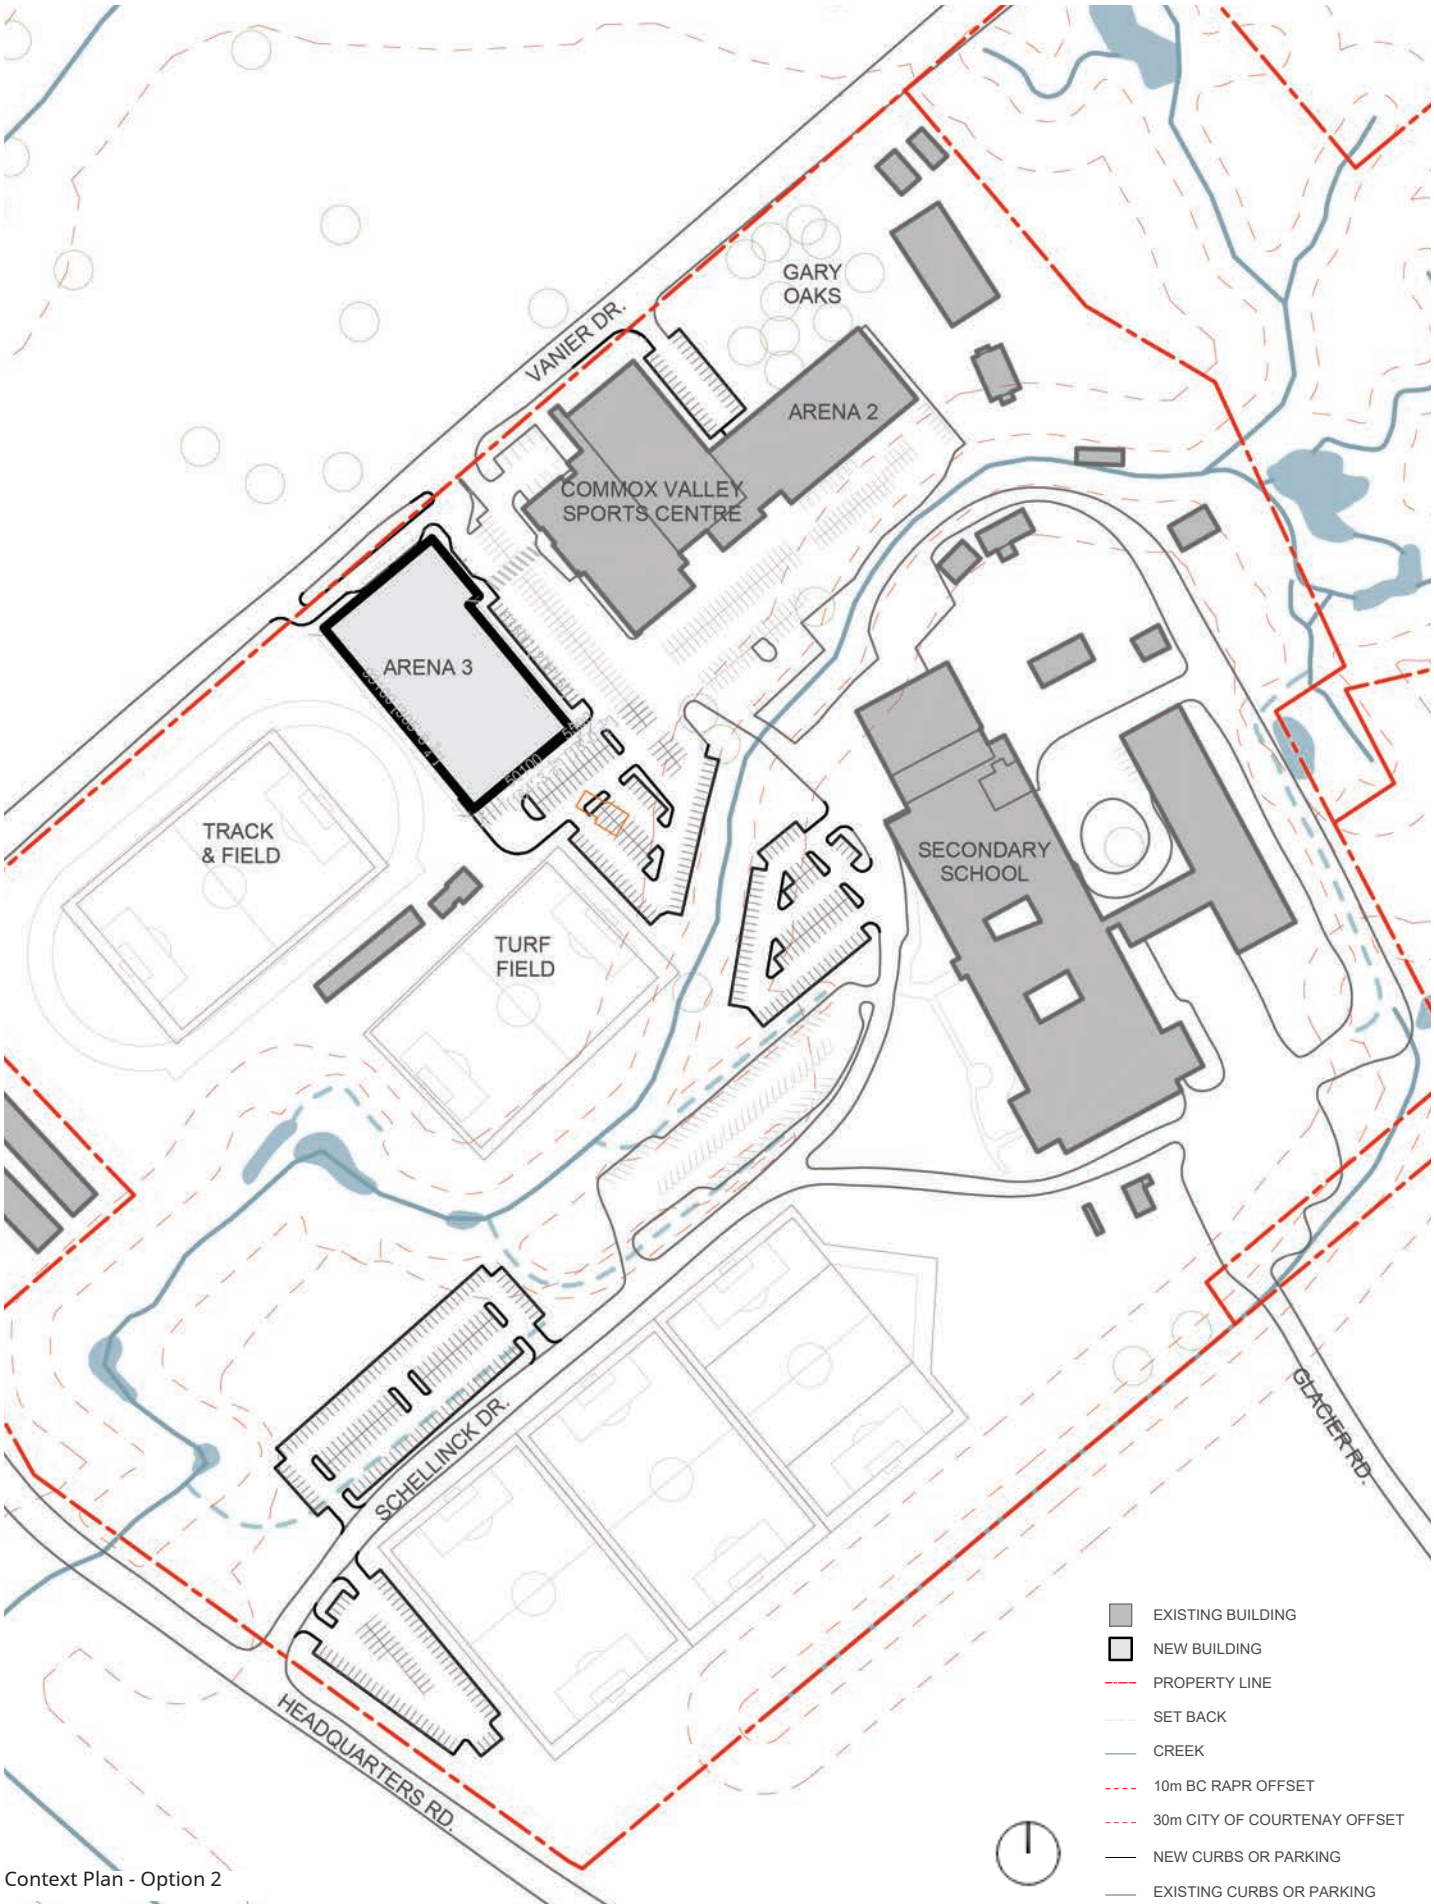 GARY
OAKS
VANIER DR.
ARENA 2
COMMOX VALLEY
SPORTS CENTRE
ARENA 3
50100
TRACK
& FIELD
SECONDARY
SCHOOL
TURF
FIELD
SCHELLINCK DR.
GLACIER RD.
HEADQUARTERS RD.
EXISTING BUILDING
NEW BUILDING
PROPERTY LINE
SET BACK
CREEK
10m BC RAPR OFFSET
30m CITY OF COURTENAY OFFSET
NEW CURBS OR PARKING
EXISTING CURBS OR PARKING
Context Plan - Option 2